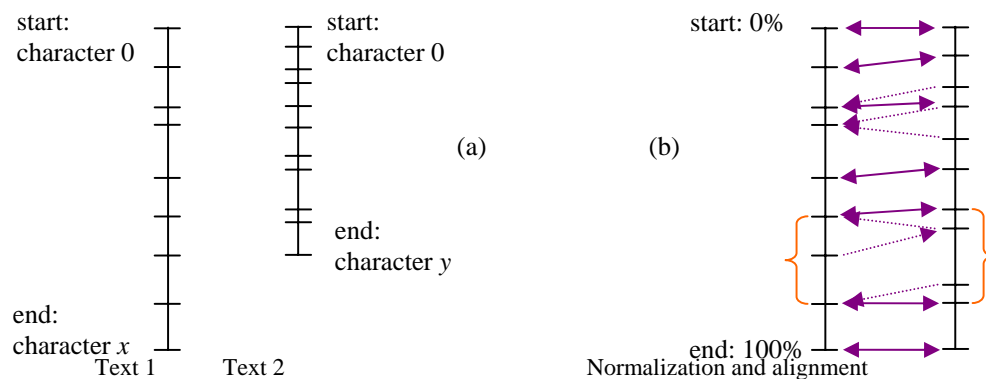 start:
character 0
start:
character 0
(a)
end:
character y
end:
character x
Text 1
Text 2
start: 0%
(b)
end: 100%
Normalization and alignment